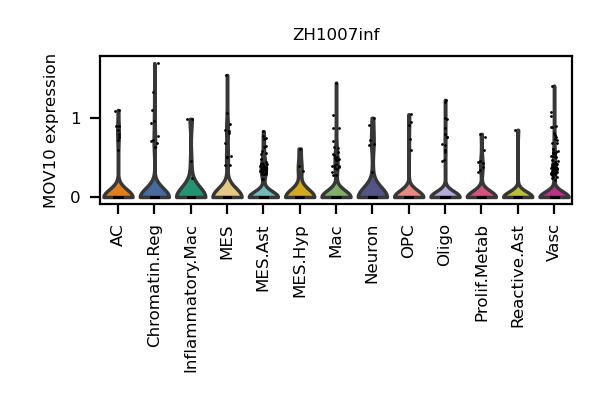 ZH1007inf
MOV10 expression
1
0
AC
Chromatin.Reg
Inflammatory.Mac
MES
MES.Ast
MES.Hyp
Mac
Neuron
OPC
Oligo
Prolif.Metab
Reactive.Ast
Vasc